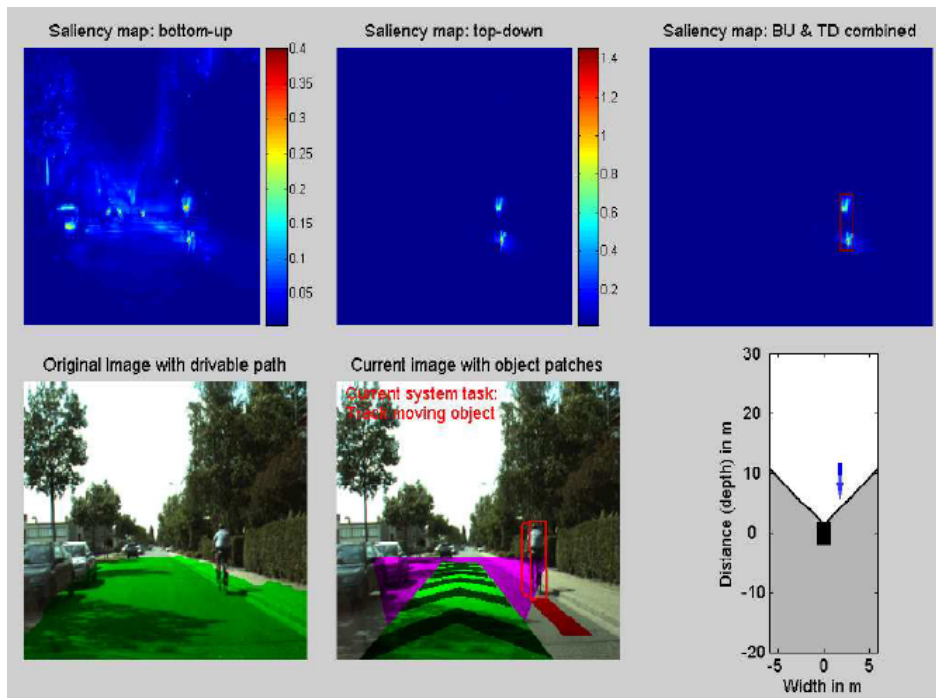 Saliency map: bottom-up
Saliency map: top-down
Saliency map: BU & TD combined
0.4
0.35
0.3
0.25
0.2
0.15
0.1
0.05
1.4
1.2
1
0.8
0.6
0.4
0.2
Original Image with drivable path
Current image with object patches
Current system task:
Track moving object
30
20
10
0
-10
-20
Distance (depth) in m
-5
0
5
Width in m